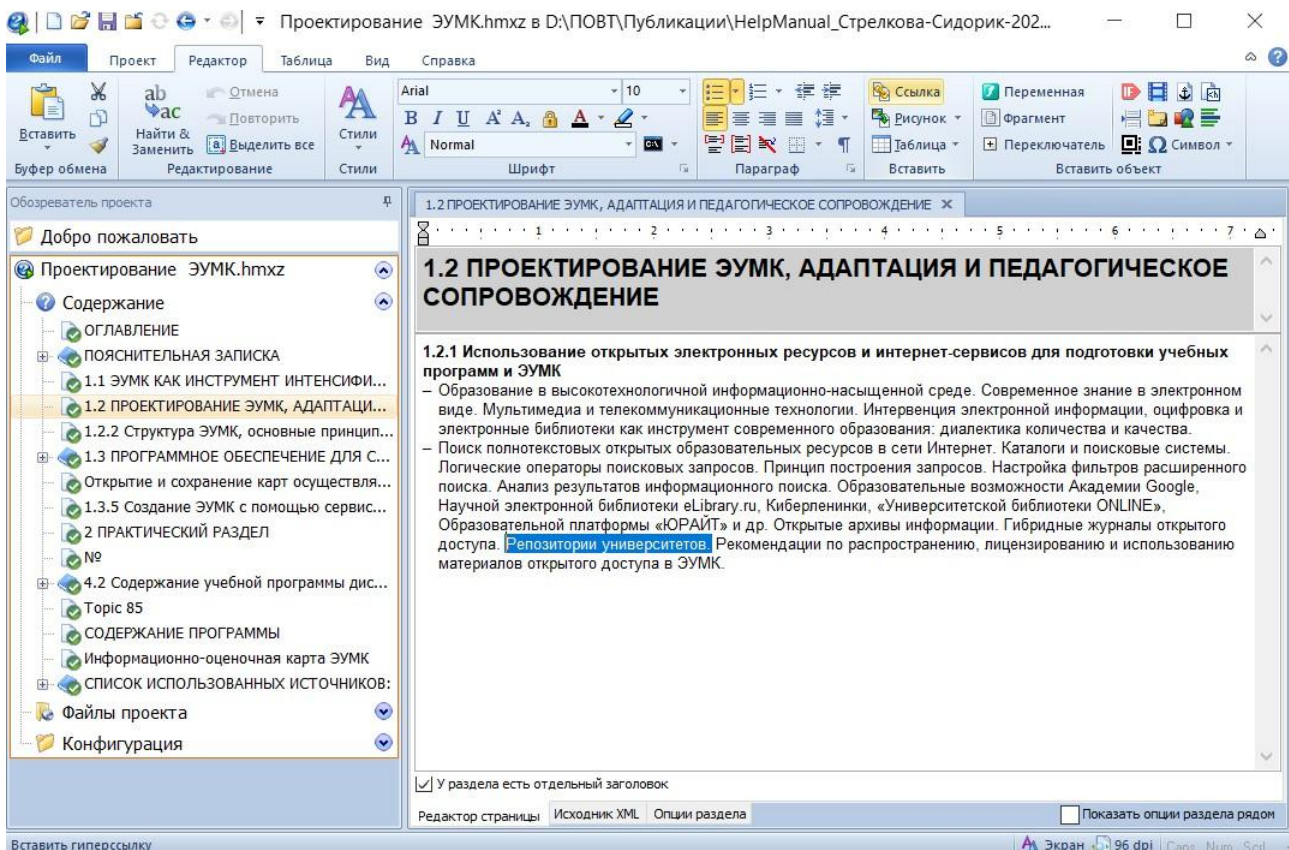 Проектирование ЭУМК.hmxz в D:\ПОВТ\Публикации\HelpManual_Стрелкова-Сидорик-202...
Файл Проект Редактор Таблица Вид Справка
Вставить
Буфер обмена
Найти & Заменить
Отмена
Повторить
Выделить все
Редактирование
Стили
Стили
Arial 10
Normal
Шрифт
Параграф
Ссылка
Рисунок
Таблица
Вставить
Переменная
Фрагмент
Переключатель
Символ
Вставить объект
Обозреватель проекта
Добро пожаловать
Проектирование ЭУМК.hmxz
Содержание
ОГЛАВЛЕНИЕ
ПОЯСНИТЕЛЬНАЯ ЗАПИСКА
1.1 ЭУМК КАК ИНСТРУМЕНТ ИНТЕНСИФИ...
1.2 ПРОЕКТИРОВАНИЕ ЭУМК, АДАПТАЦИ...
1.2.2 Структура ЭУМК, основные принцип...
1.3 ПРОГРАММНОЕ ОБЕСПЕЧЕНИЕ ДЛЯ С...
Открытие и сохранение карт осуществля...
1.3.5 Создание ЭУМК с помощью сервис...
2 ПРАКТИЧЕСКИЙ РАЗДЕЛ
№
4.2 Содержание учебной программы дис...
Topic 85
СОДЕРЖАНИЕ ПРОГРАММЫ
Информационно-оценочная карта ЭУМК
СПИСОК ИСПОЛЬЗОВАННЫХ ИСТОЧНИКОВ:
Файлы проекта
Конфигурация
1.2 ПРОЕКТИРОВАНИЕ ЭУМК, АДАПТАЦИЯ И ПЕДАГОГИЧЕСКОЕ СОПРОВОЖДЕНИЕ
1 2 3 4 5 6 7
1.2 ПРОЕКТИРОВАНИЕ ЭУМК, АДАПТАЦИЯ И ПЕДАГОГИЧЕСКОЕ
СОПРОВОЖДЕНИЕ
1.2.1 Использование открытых электронных ресурсов и интернет-сервисов для подготовки учебных
программ и ЭУМК
– Образование в высокотехнологичной информационно-насыщенной среде. Современное знание в электронном
виде. Мультимедиа и телекоммуникационные технологии. Интервенция электронной информации, оцифровка и
электронные библиотеки как инструмент современного образования: диалектика количества и качества.
– Поиск полнотекстовых открытых образовательных ресурсов в сети Интернет. Каталоги и поисковые системы.
Логические операторы поисковых запросов. Принцип построения запросов. Настройка фильтров расширенного
поиска. Анализ результатов информационного поиска. Образовательные возможности Академии Google,
Научной электронной библиотеки eLibrary.ru, Киберленинки, «Университетской библиотеки ONLINE»,
Образовательной платформы «ЮРАЙТ» и др. Открытые архивы информации. Гибридные журналы открытого
доступа. Репозитории университетов. Рекомендации по распространению, лицензированию и использованию
материалов открытого доступа в ЭУМК.
У раздела есть отдельный заголовок
Редактор страницы Исходник XML Опции раздела Показать опции раздела рядом
Вставить гиперссылку Экран 96 dpi Caps Num Scrl